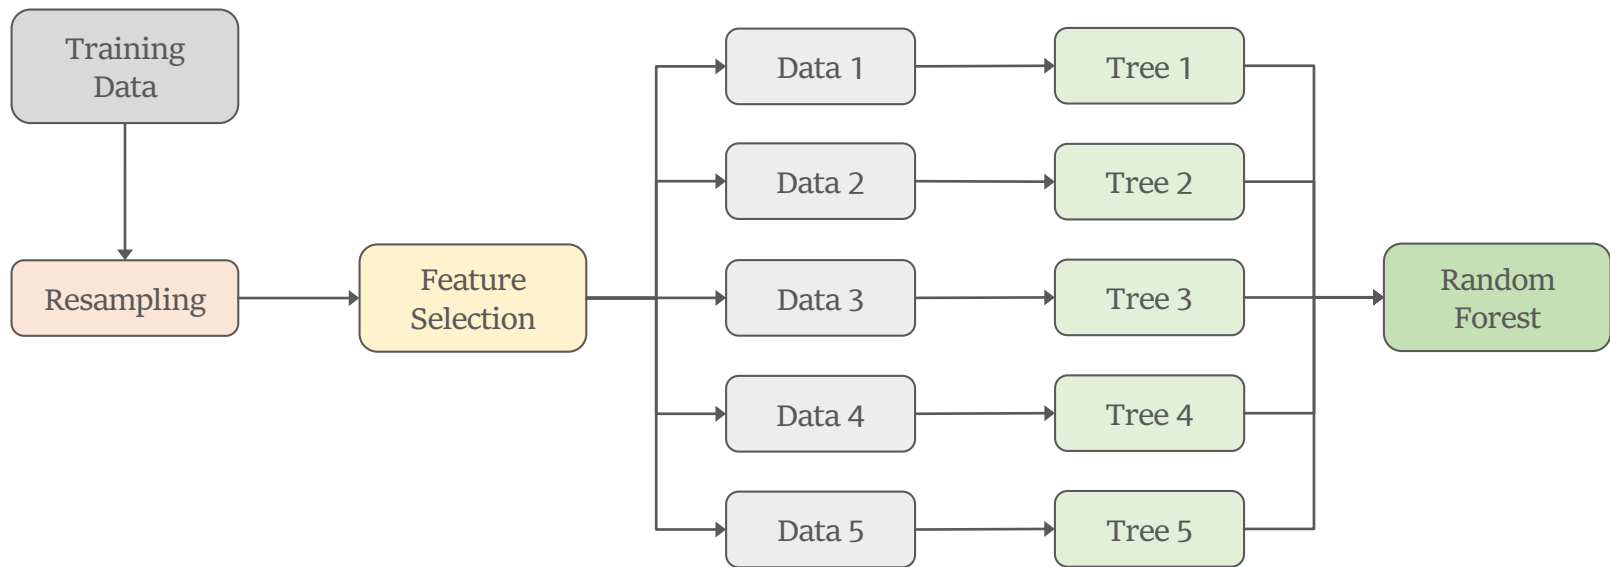 Training
Data
Resampling
Feature
Selection
Data 1
Data 2
Data 3
Data 4
Data 5
Tree 1
Tree 2
Tree 3
Tree 4
Tree 5
Random
Forest